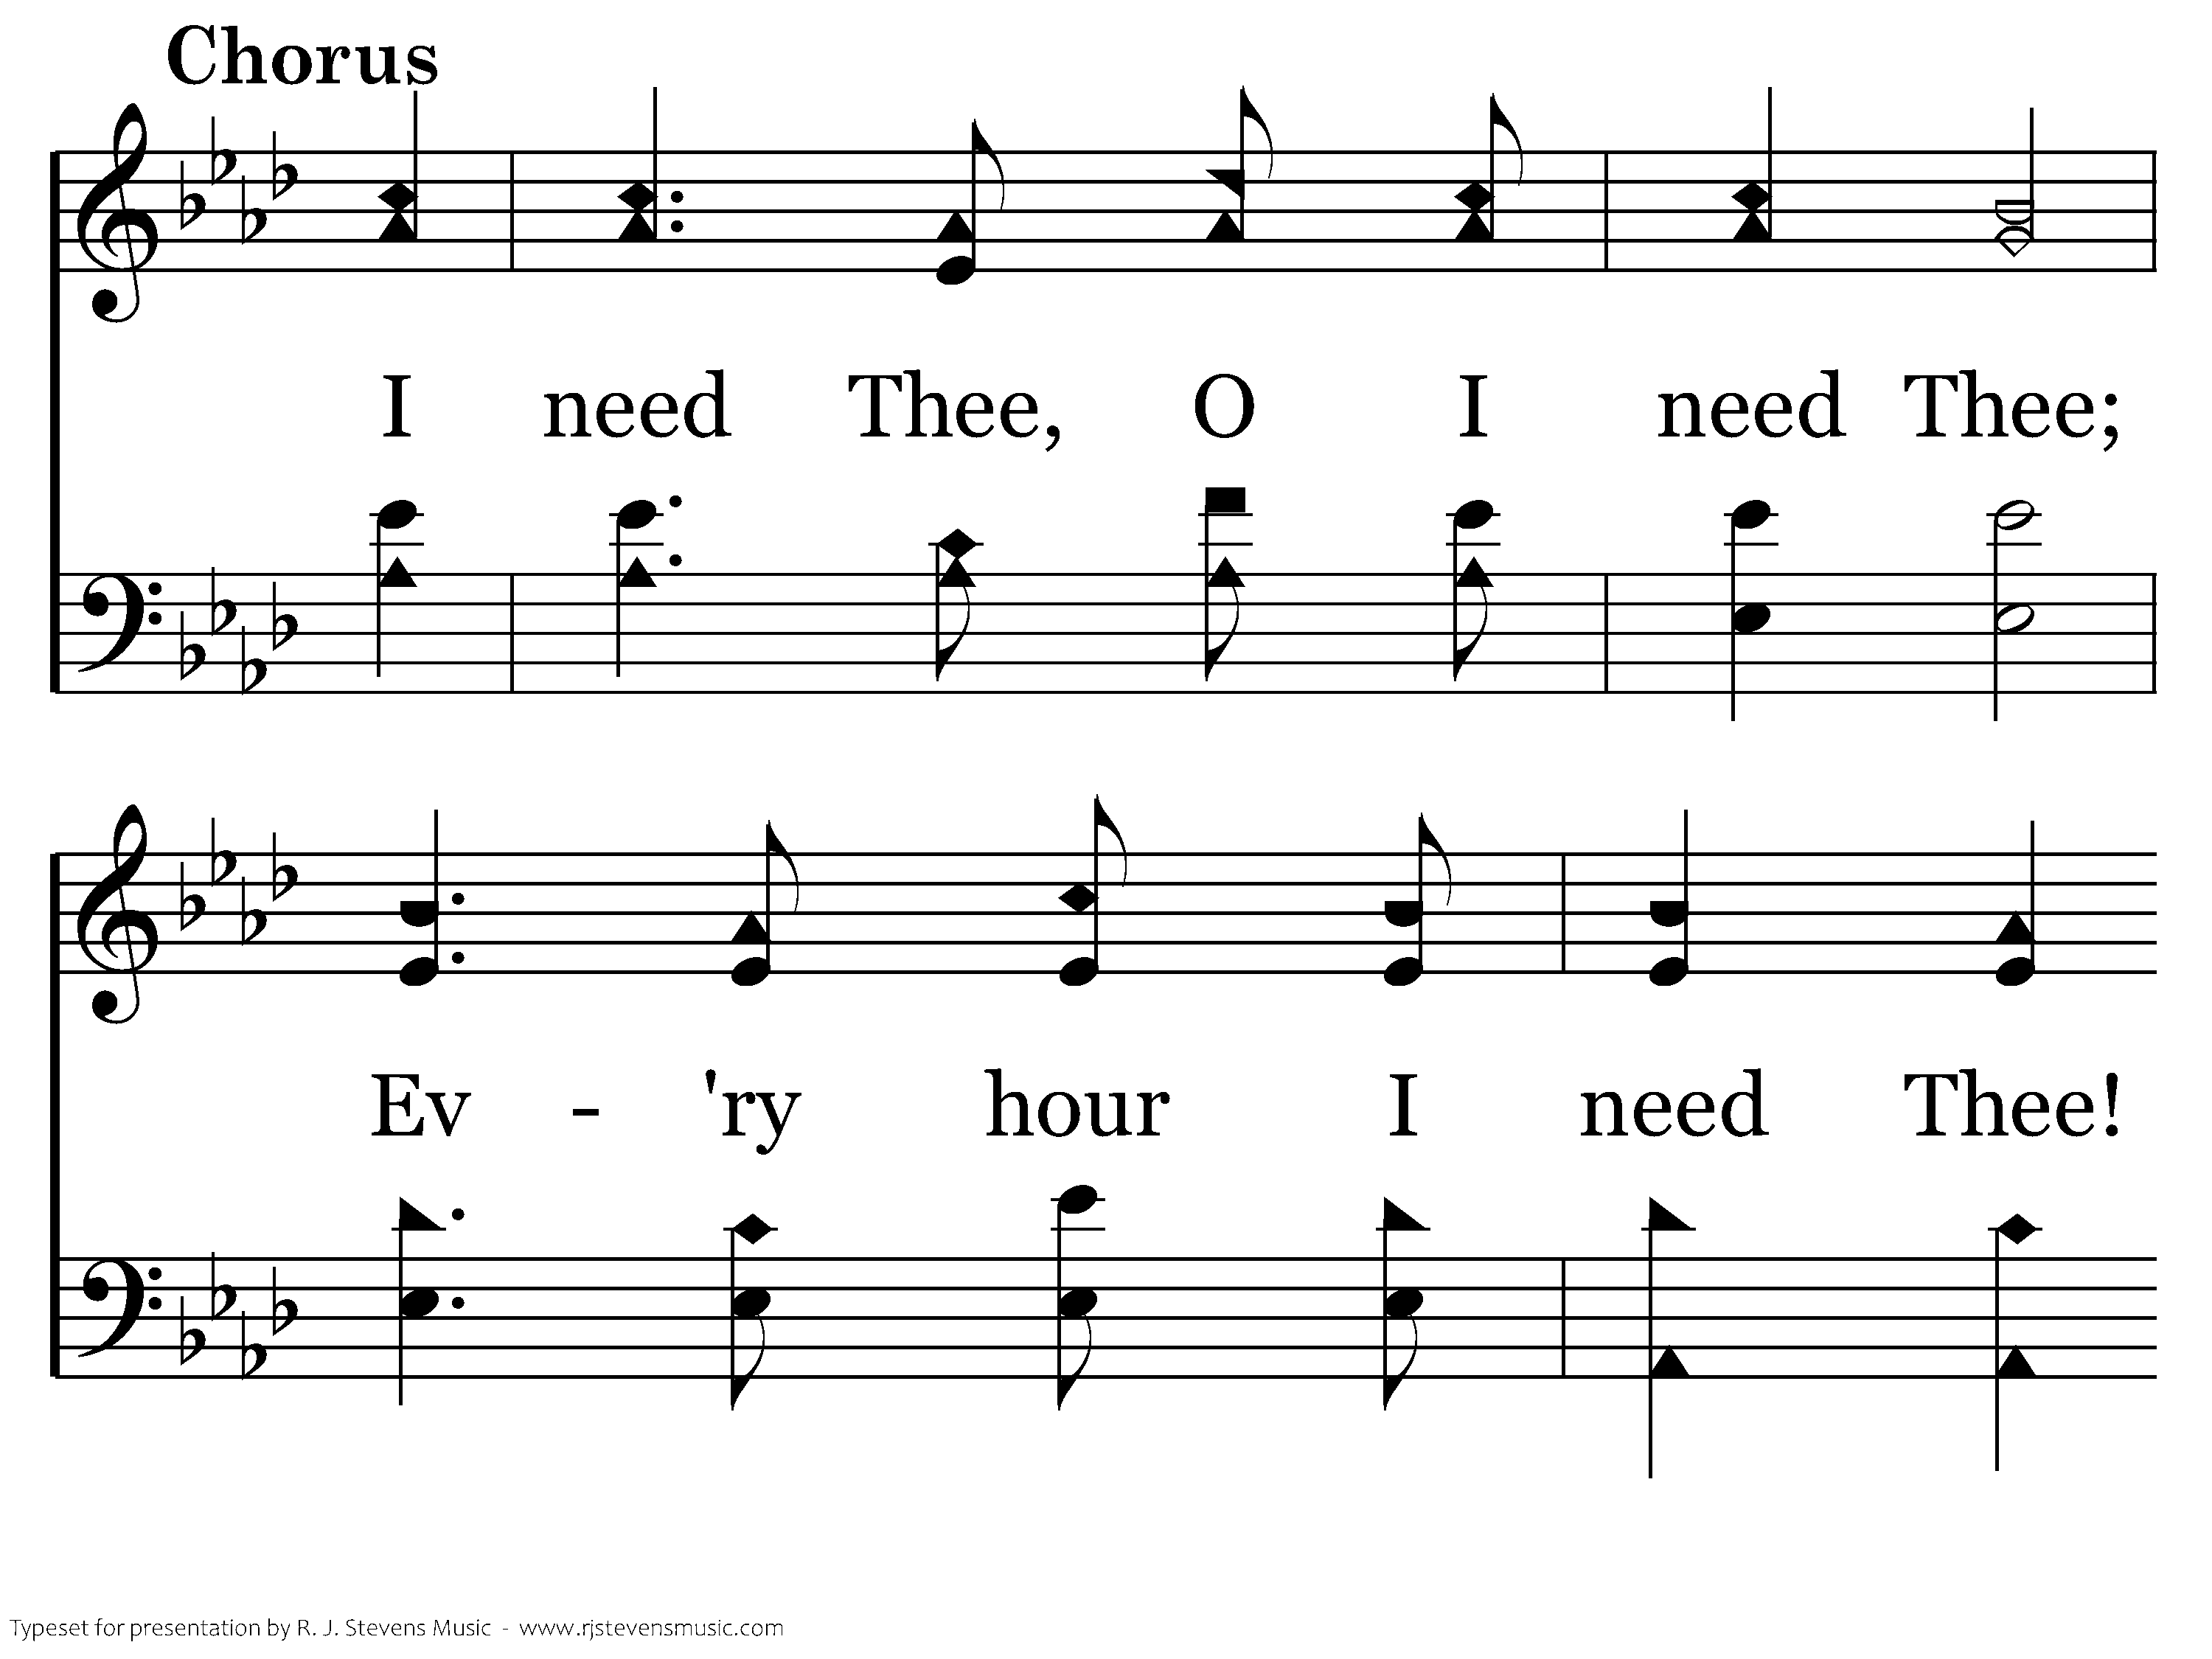 Chorus
I need Thee, O I need Thee;
Ev - 'ry hour I need Thee!
Typeset for presentation by R. J. Stevens Music - www.rjstevensmusic.com